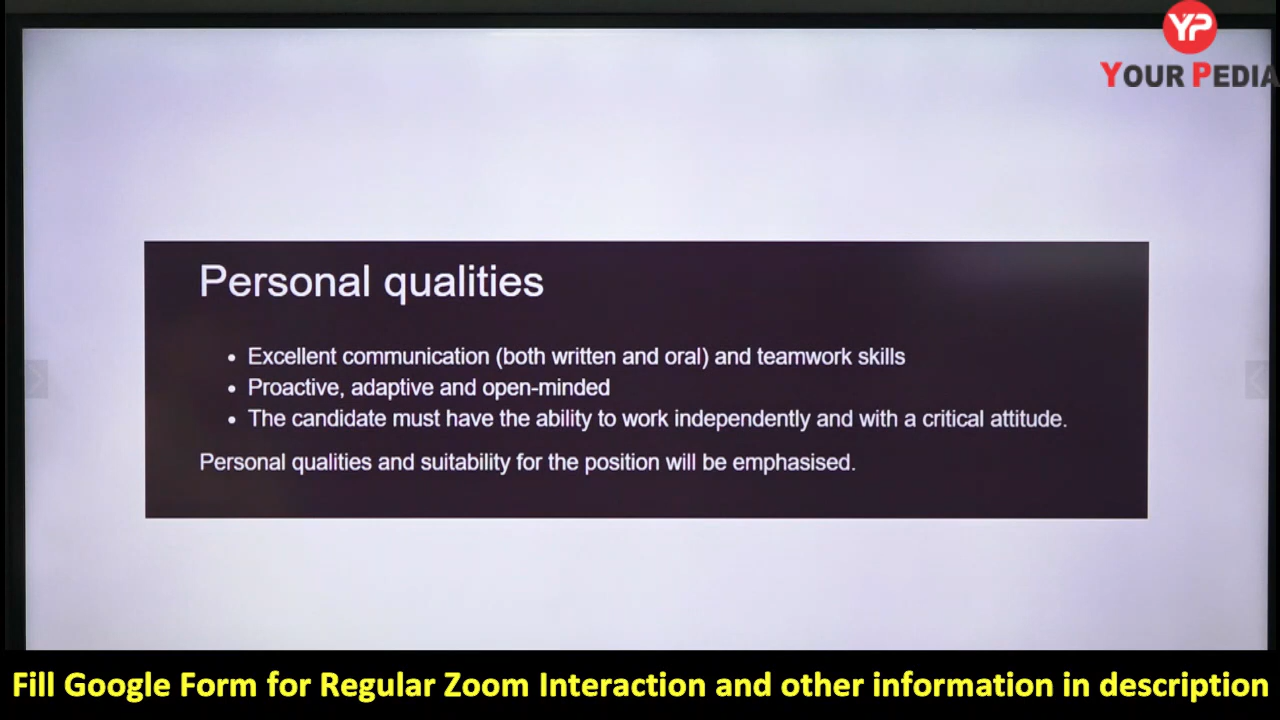 YP
YOUR PEDIA
Personal qualities
• Excellent communication (both written and oral) and teamwork skills
• Proactive, adaptive and open-minded
• The candidate must have the ability to work independently and with a critical attitude.
Personal qualities and suitability for the position will be emphasised.
Fill Google Form for Regular Zoom Interaction and other information in description